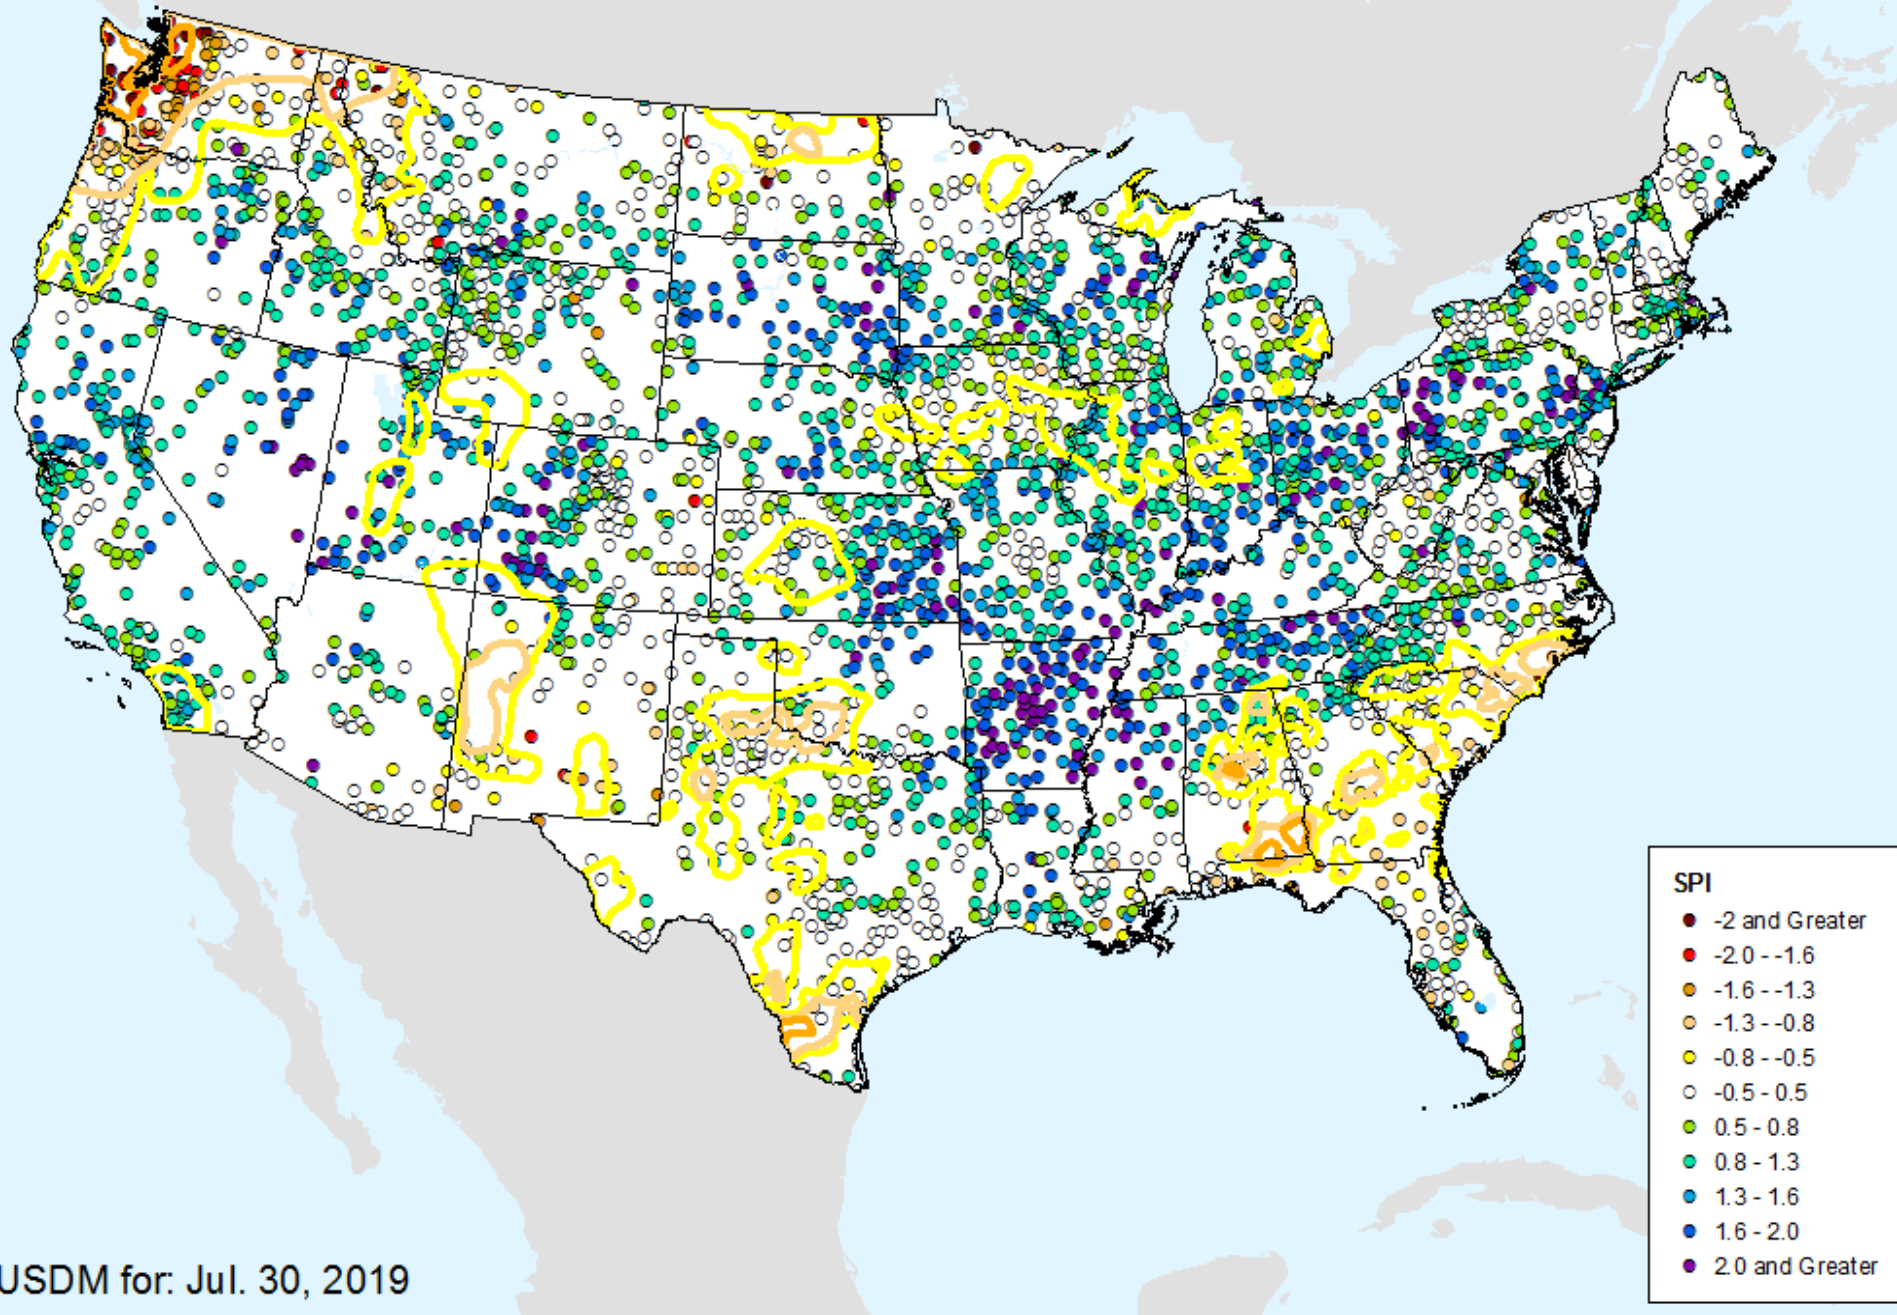 SPI
-2 and Greater
-2.0 - -1.6
-1.6 - -1.3
-1.3 - -0.8
-0.8 - -0.5
-0.5 - 0.5
0.5 - 0.8
0.8 - 1.3
1.3 - 1.6
1.6 - 2.0
2.0 and Greater
USDM for: Jul. 30, 2019